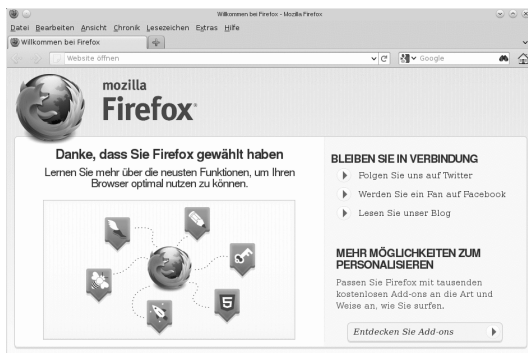 Willkommen bei Firefox - Mozilla Firefox
Datei Bearbeiten Ansicht Chronik Lesezeichen Extras Hilfe
Willkommen bei Firefox
Website öffnen
Google
mozilla
Firefox
Danke, dass Sie Firefox gewählt haben
Lernen Sie mehr über die neusten Funktionen, um Ihren
Browser optimal nutzen zu können.
5
BLEIBEN SIE IN VERBINDUNG
Folgen Sie uns auf Twitter
Werden Sie ein Fan auf Facebook
Lesen Sie unser Blog
MEHR MÖGLICHKEITEN ZUM
PERSONALISIEREN
Passen Sie Firefox mit tausenden
kostenlosen Add-ons an die Art und
Weise an, wie Sie surfen.
Entdecken Sie Add-ons